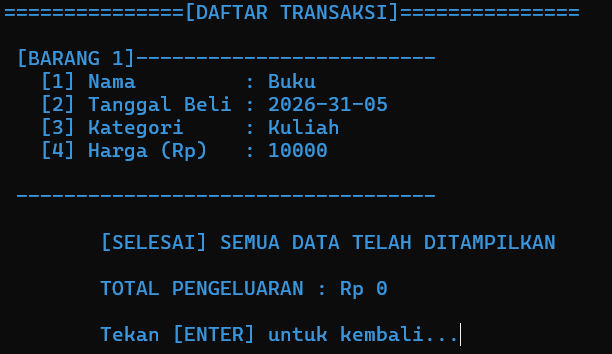 ===============[DAFTAR TRANSAKSI]===============
[BARANG 1]-------------------------
[1] Nama         : Buku
[2] Tanggal Beli : 2026-31-05
[3] Kategori     : Kuliah
[4] Harga (Rp)   : 10000
-----------------------------------
[SELESAI] SEMUA DATA TELAH DITAMPILKAN
TOTAL PENGELUARAN : Rp 0
Tekan [ENTER] untuk kembali...